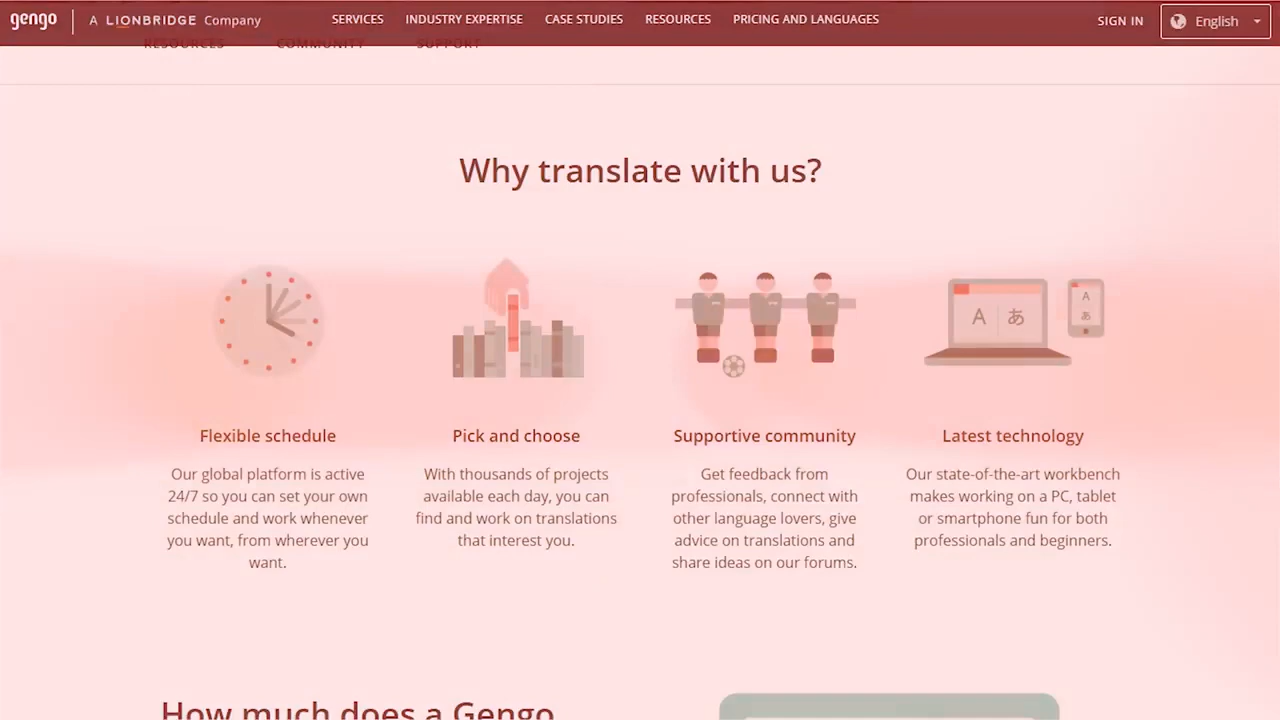 gengo A LIONBRIDGE Company SERVICES INDUSTRY EXPERTISE CASE STUDIES RESOURCES PRICING AND LANGUAGES SIGN IN English
RESOURCES COMMUNITY SUPPORT
Why translate with us?
A あ
A
あ
Flexible schedule
Our global platform is active
24/7 so you can set your own
schedule and work whenever
you want, from wherever you
want.
Pick and choose
With thousands of projects
available each day, you can
find and work on translations
that interest you.
Supportive community
Get feedback from
professionals, connect with
other language lovers, give
advice on translations and
share ideas on our forums.
Latest technology
Our state-of-the-art workbench
makes working on a PC, tablet
or smartphone fun for both
professionals and beginners.
How much does a Gengo